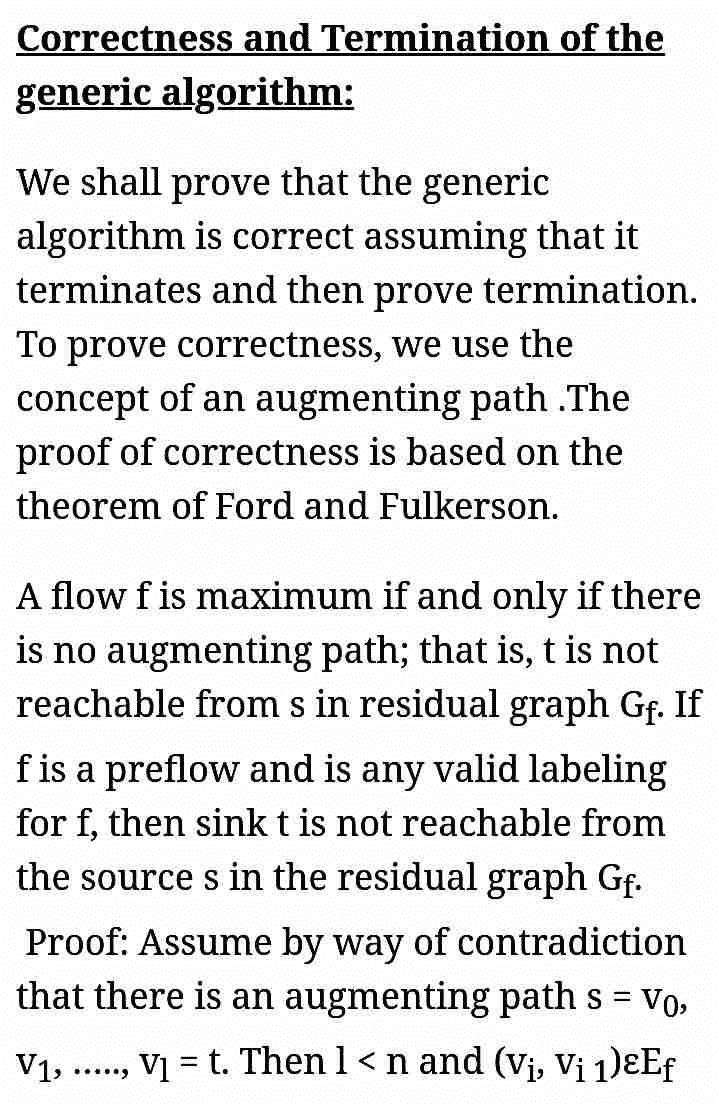 Correctness and Termination of the
generic algorithm:
We shall prove that the generic
algorithm is correct assuming that it
terminates and then prove termination.
To prove correctness, we use the
concept of an augmenting path .The
proof of correctness is based on the
theorem of Ford and Fulkerson.
A flow f is maximum if and only if there
is no augmenting path; that is, t is not
reachable from s in residual graph Gf. If
f is a preflow and is any valid labeling
for f, then sink t is not reachable from
the source s in the residual graph Gf.
Proof: Assume by way of contradiction
that there is an augmenting path s = v0,
v1, ....., vl = t. Then l < n and (vi, vi 1)εEf